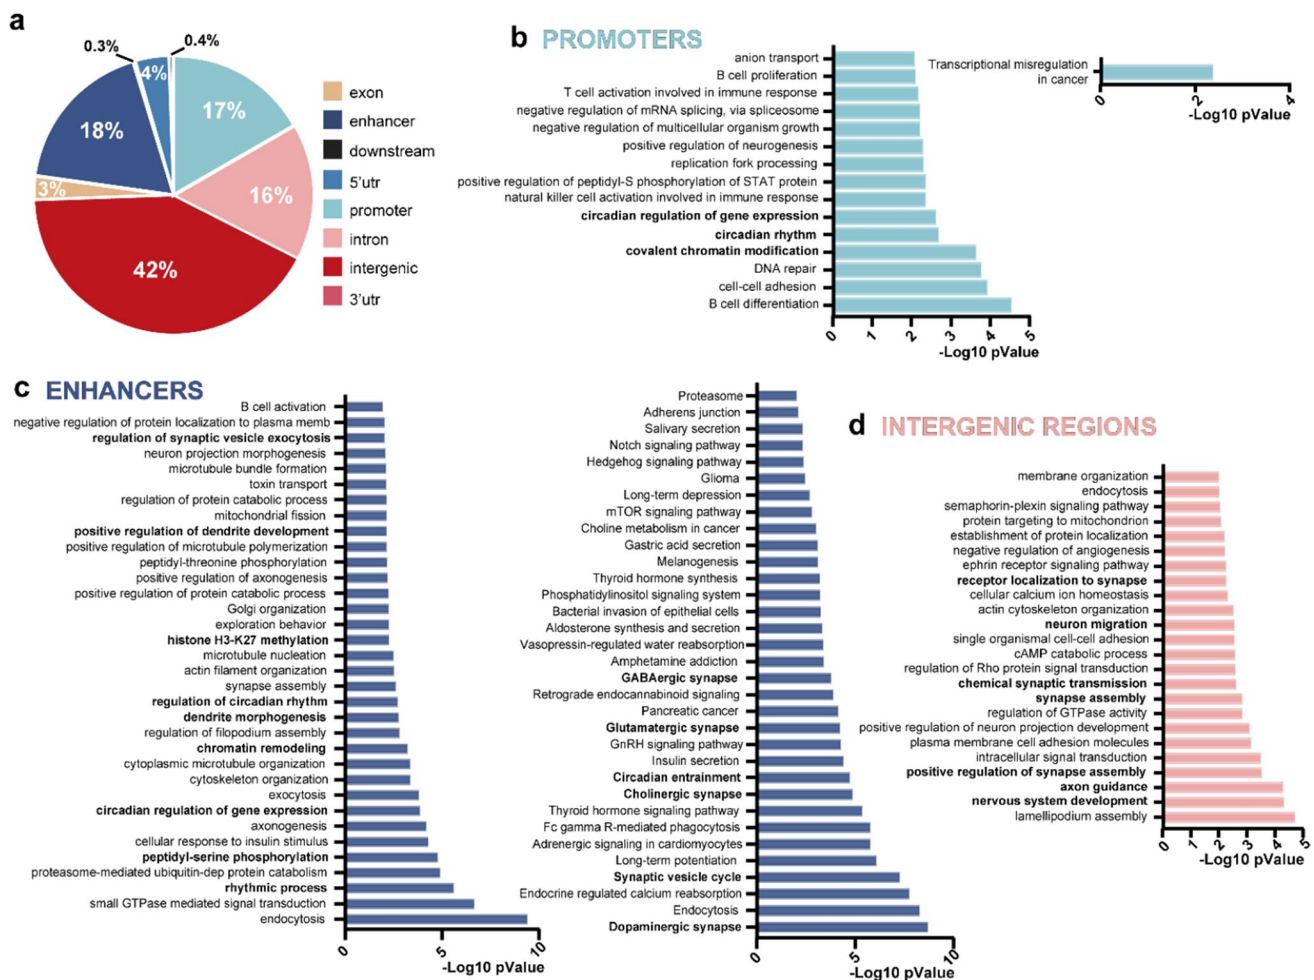 a
0.3%
0.4%
4%
17%
18%
16%
3%
42%
exon
enhancer
downstream
5'utr
promoter
intron
intergenic
3'utr
b PROMOTERS
anion transport
B cell proliferation
T cell activation involved in immune response
negative regulation of mRNA splicing, via spliceosome
negative regulation of multicellular organism growth
positive regulation of neurogenesis
replication fork processing
positive regulation of peptidyl-S phosphorylation of STAT protein
natural killer cell activation involved in immune response
circadian regulation of gene expression
circadian rhythm
covalent chromatin modification
DNA repair
cell-cell adhesion
B cell differentiation
0 1 2 3 4 5
-Log10 pValue
Transcriptional misregulation
in cancer
0 2 4
-Log10 pValue
c ENHANCERS
B cell activation
negative regulation of protein localization to plasma memb
regulation of synaptic vesicle exocytosis
neuron projection morphogenesis
microtubule bundle formation
toxin transport
regulation of protein catabolic process
mitochondrial fission
positive regulation of dendrite development
positive regulation of microtubule polymerization
peptidyl-threonine phosphorylation
positive regulation of axonogenesis
positive regulation of protein catabolic process
Golgi organization
exploration behavior
histone H3-K27 methylation
microtubule nucleation
actin filament organization
synapse assembly
regulation of circadian rhythm
dendrite morphogenesis
regulation of filopodium assembly
chromatin remodeling
cytoplasmic microtubule organization
cytoskeleton organization
exocytosis
circadian regulation of gene expression
axonogenesis
cellular response to insulin stimulus
peptidyl-serine phosphorylation
proteasome-mediated ubiquitin-dep protein catabolism
rhythmic process
small GTPase mediated signal transduction
endocytosis
0 5 10
-Log10 pValue
Proteasome
Adherens junction
Salivary secretion
Notch signaling pathway
Hedgehog signaling pathway
Glioma
Long-term depression
mTOR signaling pathway
Choline metabolism in cancer
Gastric acid secretion
Melanogenesis
Thyroid hormone synthesis
Phosphatidylinositol signaling system
Bacterial invasion of epithelial cells
Aldosterone synthesis and secretion
Vasopressin-regulated water reabsorption
Amphetamine addiction
GABAergic synapse
Retrograde endocannabinoid signaling
Pancreatic cancer
Glutamatergic synapse
GnRH signaling pathway
Insulin secretion
Circadian entrainment
Cholinergic synapse
Thyroid hormone signaling pathway
Fc gamma R-mediated phagocytosis
Adrenergic signaling in cardiomyocytes
Long-term potentiation
Synaptic vesicle cycle
Endocrine regulated calcium reabsorption
Endocytosis
Dopaminergic synapse
0 5 10
-Log10 pValue
d INTERGENIC REGIONS
membrane organization
endocytosis
semaphorin-plexin signaling pathway
protein targeting to mitochondrion
establishment of protein localization
negative regulation of angiogenesis
ephrin receptor signaling pathway
receptor localization to synapse
cellular calcium ion homeostasis
actin cytoskeleton organization
neuron migration
single organismal cell-cell adhesion
cAMP catabolic process
regulation of Rho protein signal transduction
chemical synaptic transmission
synapse assembly
regulation of GTPase activity
positive regulation of neuron projection development
plasma membrane cell adhesion molecules
intracellular signal transduction
positive regulation of synapse assembly
axon guidance
nervous system development
lamellipodium assembly
0 1 2 3 4 5
-Log10 pValue